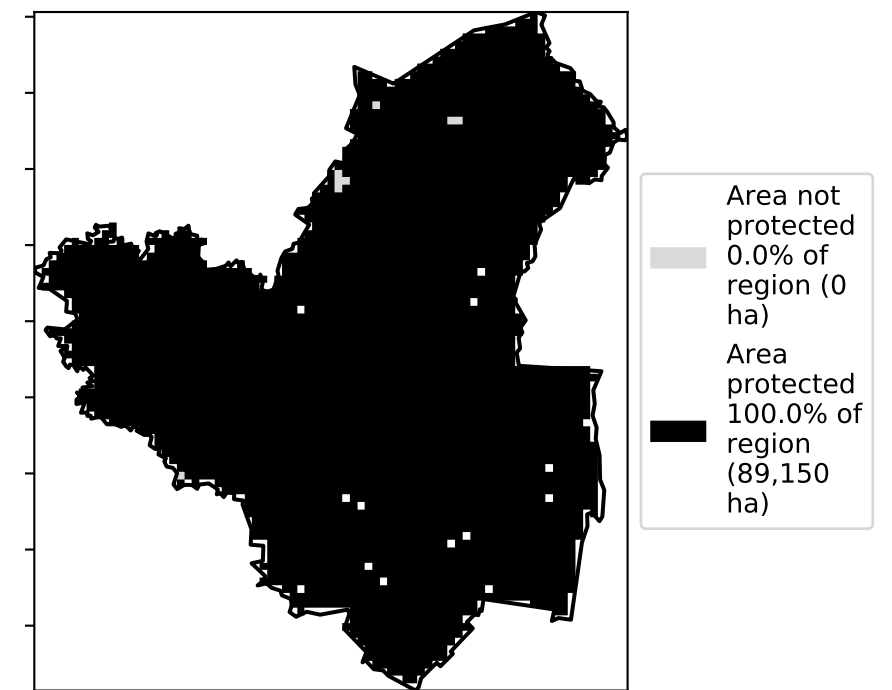 Area not
protected
0.0% of
region (0
ha)
Area
protected
100.0% of
region
(89,150
ha)